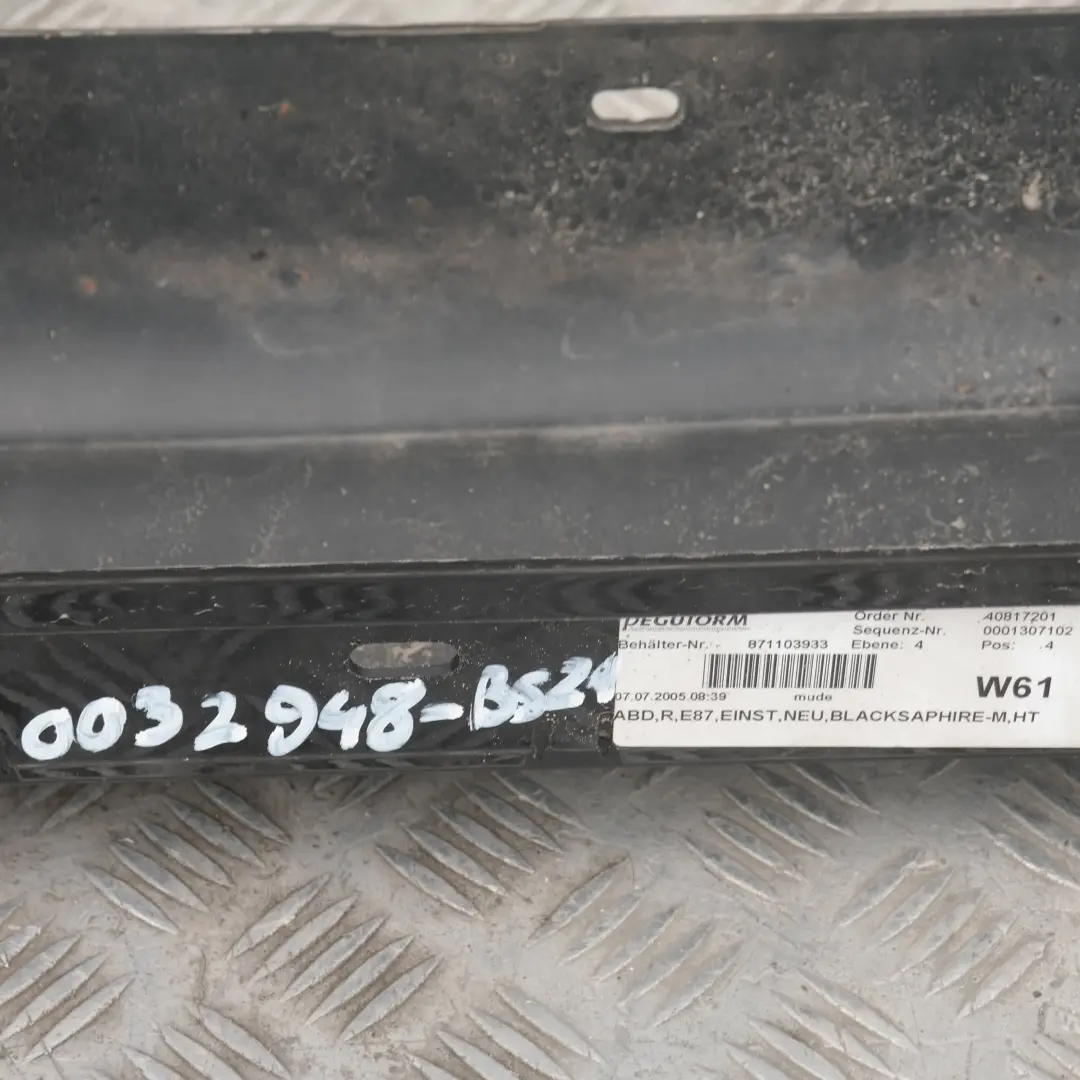 PEGUFORM Order Nr. 40817201
Sequenz-Nr. 0001307102
Behälter-Nr. 871103933 Ebene: 4 Pos: 4
W61
07.07.2005 08:39 mude
ABD,R,E87,EINST,NEU,BLACKSAPHIRE-M,HT
0032948-BS24